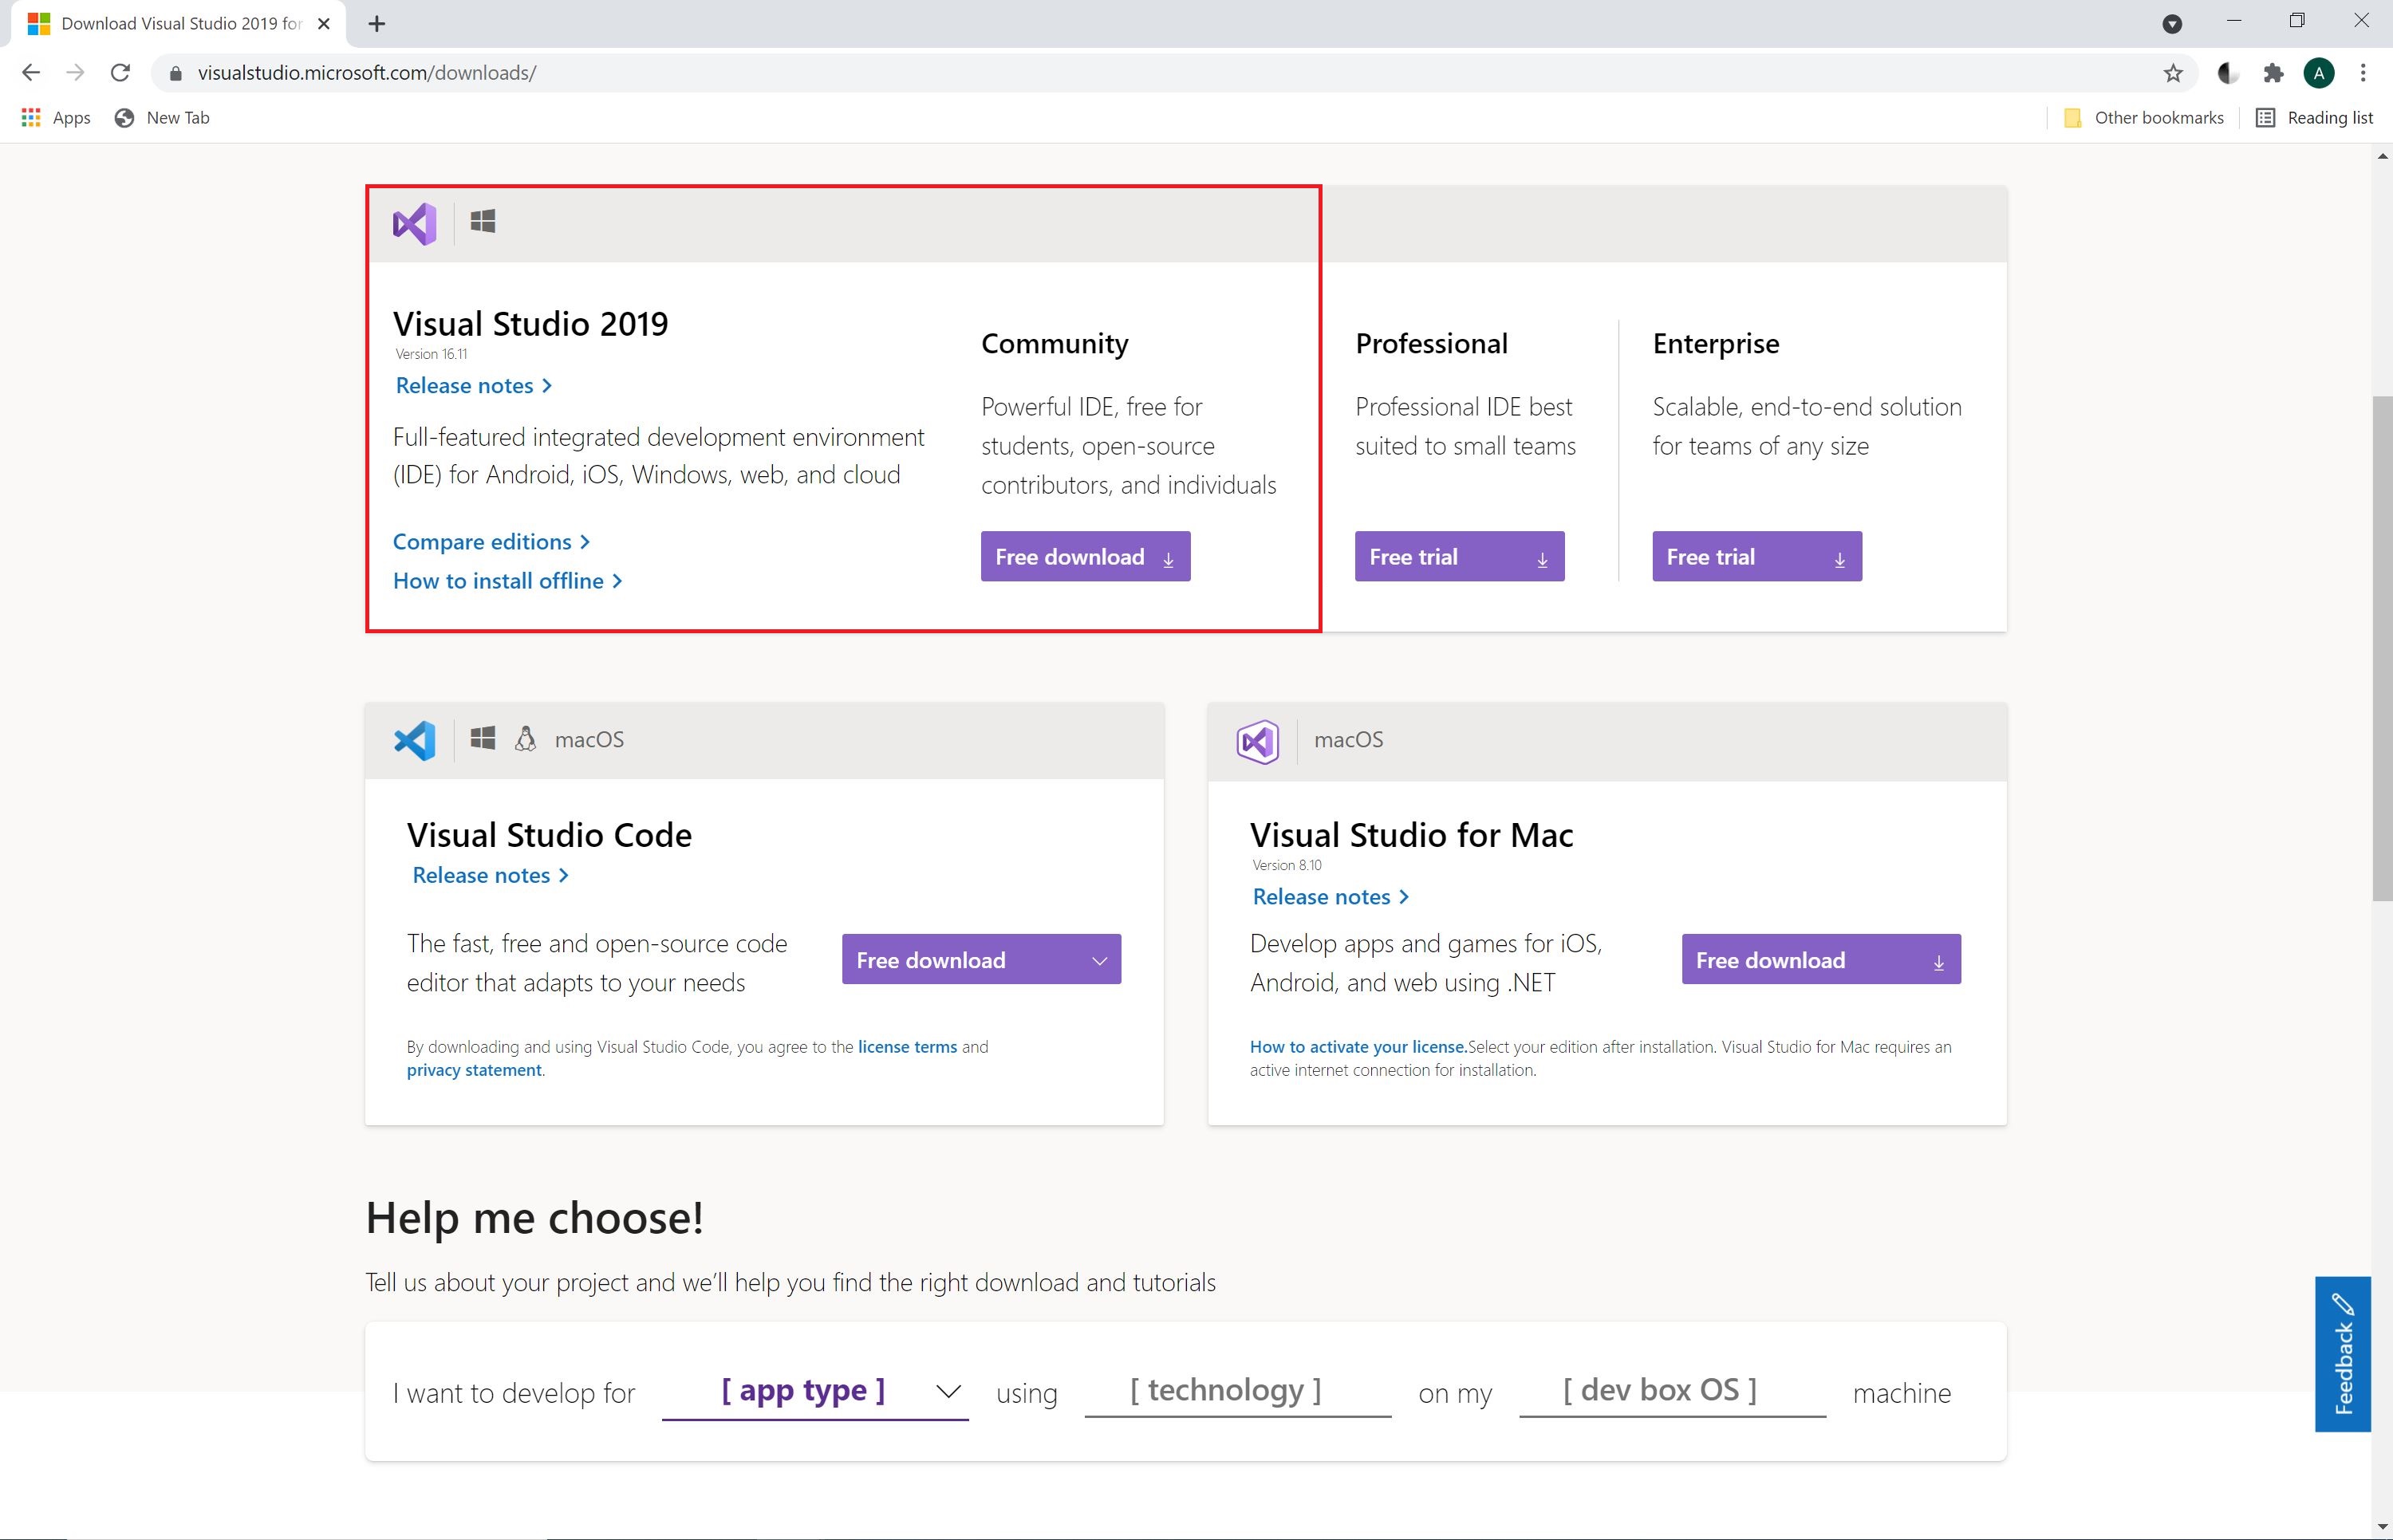 Download Visual Studio 2019 for
visualstudio.microsoft.com/downloads/
A
Apps
New Tab
Other bookmarks
Reading list
Visual Studio 2019
Version 16.11
Release notes
Full-featured integrated development environment
(IDE) for Android, iOS, Windows, web, and cloud
Compare editions
How to install offline
Community
Powerful IDE, free for
students, open-source
contributors, and individuals
Free download
Professional
Professional IDE best
suited to small teams
Free trial
Enterprise
Scalable, end-to-end solution
for teams of any size
Free trial
macOS
Visual Studio Code
Release notes
The fast, free and open-source code
editor that adapts to your needs
Free download
By downloading and using Visual Studio Code, you agree to the license terms and
privacy statement.
macOS
Visual Studio for Mac
Version 8.10
Release notes
Develop apps and games for iOS,
Android, and web using .NET
Free download
How to activate your license.Select your edition after installation. Visual Studio for Mac requires an
active internet connection for installation.
Help me choose!
Tell us about your project and we’ll help you find the right download and tutorials
I want to develop for [ app type ] using [ technology ] on my [ dev box OS ] machine
Feedback